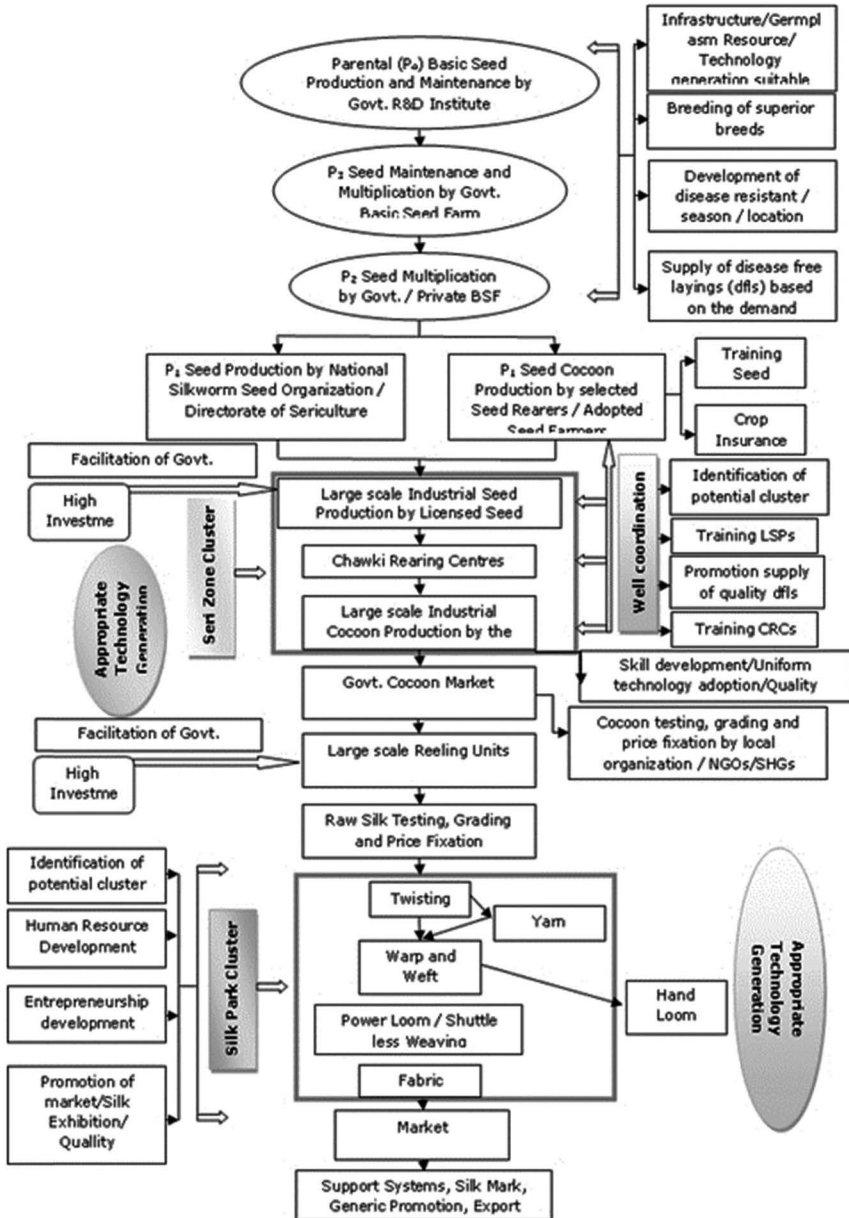 Infrastructure/Germpl
asm Resource/
Technology
generation suitable
Parental (P₄) Basic Seed
Production and Maintenance by
Govt. R&D Institute
Breeding of superior
breeds
P₃ Seed Maintenance and
Multiplication by Govt.
Basic Seed Farm
Development of
disease resistant /
season / location
P₂ Seed Multiplication
by Govt. / Private BSF
Supply of disease free
layings (dfls) based
on the demand
P₁ Seed Production by National
Silkworm Seed Organization /
Directorate of Sericulture
P₁ Seed Cocoon
Production by selected
Seed Rearers / Adopted
Seed Farmers
Training
Seed
Crop
Insurance
Facilitation of Govt.
High
Investme
Large scale Industrial Seed
Production by Licensed Seed
Chawki Rearing Centres
Large scale Industrial
Cocoon Production by the
Seri Zone Cluster
Appropriate
Technology
Generation
Well coordination
Identification of
potential cluster
Training LSPs
Promotion supply
of quality dfls
Training CRCs
Skill development/Uniform
technology adoption/Quality
Govt. Cocoon Market
Cocoon testing, grading and
price fixation by local
organization / NGOs/SHGs
Facilitation of Govt.
High
Investme
Large scale Reeling Units
Raw Silk Testing, Grading
and Price Fixation
Identification of
potential cluster
Human Resource
Development
Entrepreneurship
development
Promotion of
market/Silk
Exhibition/
Quallity
Silk Park Cluster
Twisting
Yarn
Warp and
Weft
Power Loom / Shuttle
less Weaving
Fabric
Hand
Loom
Appropriate
Technology
Generation
Market
Support Systems, Silk Mark,
Generic Promotion, Export